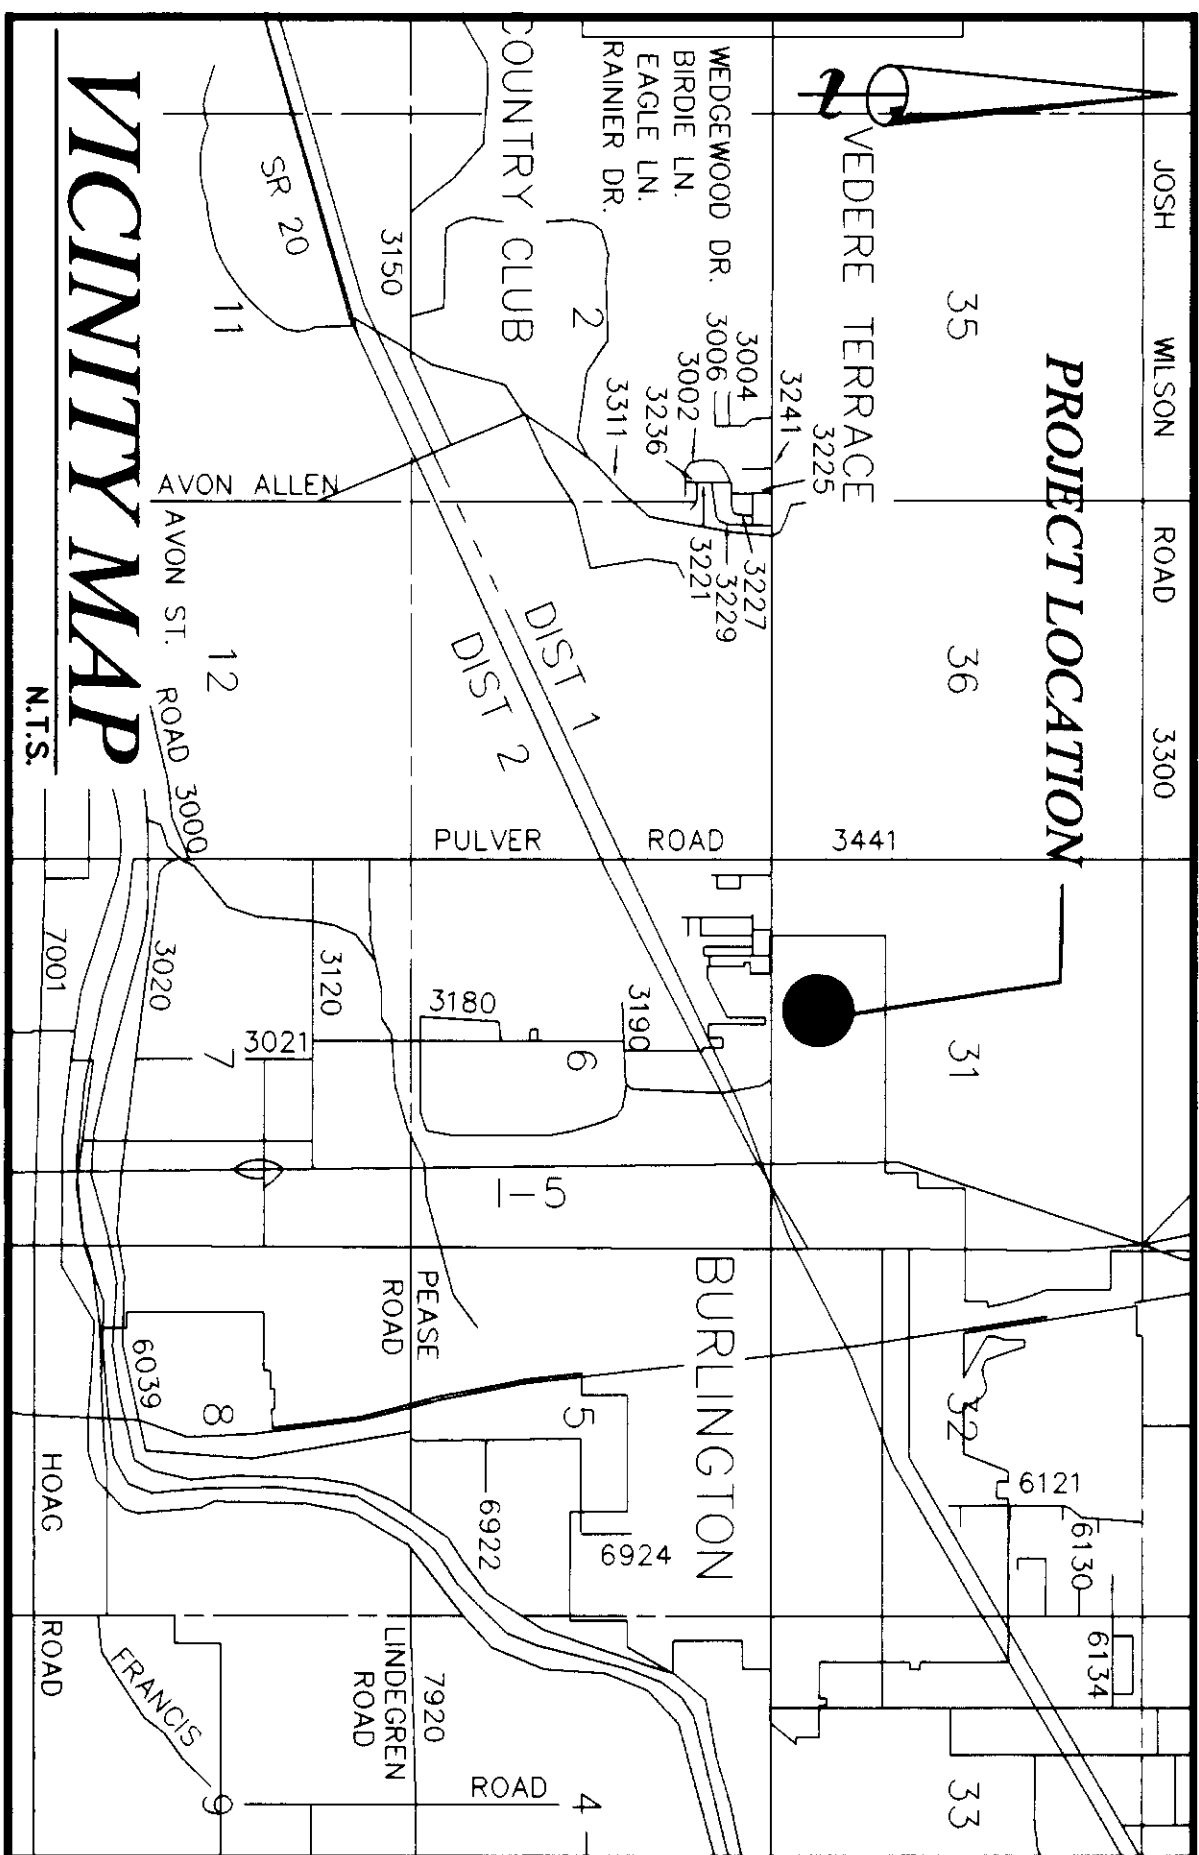 JOSH WILSON ROAD 3300
PROJECT LOCATION
35
36
31
32
33
VEDERE TERRACE
3441
6121
6130
6134
3241
3225
WEDGEWOOD DR. 3004
BIRDIE LN. 3006
EAGLE LN. 3002
RAINIER DR. 3236
3311
3227
3229
3221
PULVER ROAD
BURLINGTON
COUNTRY CLUB
2
DIST 1
DIST 2
3190
6
3180
I-5
5
6924
6922
4
3150
PEASE
ROAD
7920
LINDEGREN
ROAD
ROAD
SR 20
11
AVON ALLEN
12
AVON ST.
ROAD 3000
3120
3021
7
3020
8
6039
9
FRANCIS
7001
HOAG ROAD
VICINITY MAP
N.T.S.